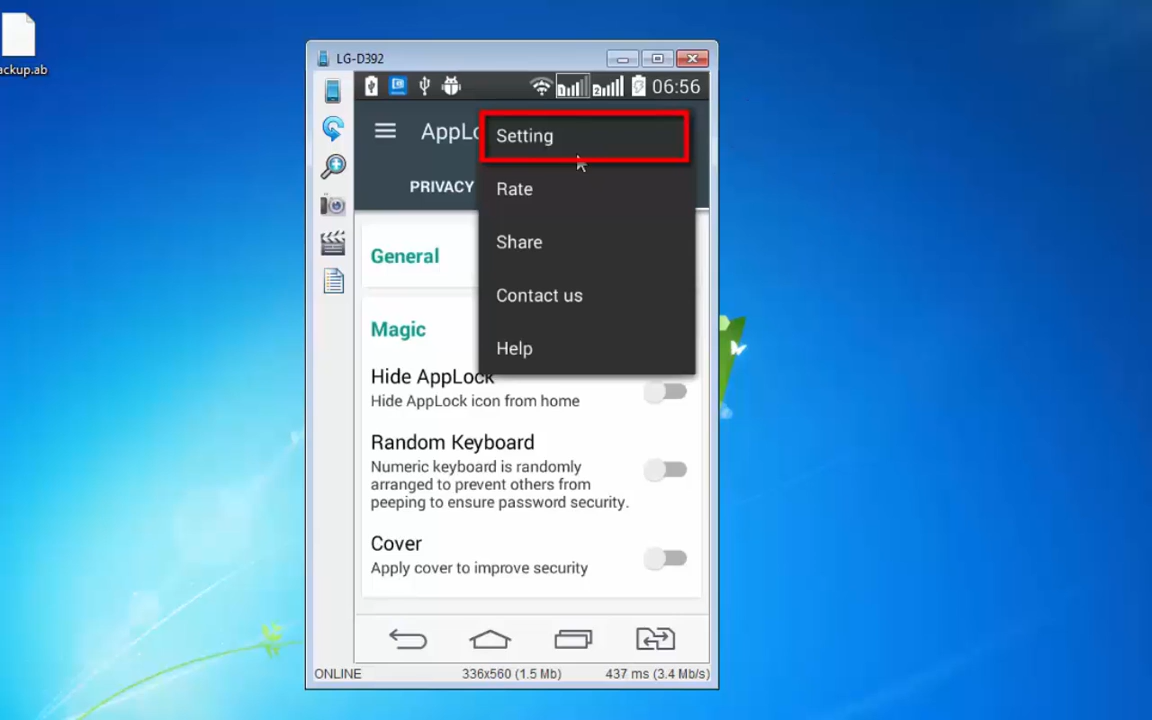 ackup.ab
LG-D392
06:56
AppLo
Setting
PRIVACY
Rate
Share
General
Contact us
Magic
Help
Hide AppLock
Hide AppLock icon from home
Random Keyboard
Numeric keyboard is randomly
arranged to prevent others from
peeping to ensure password security.
Cover
Apply cover to improve security
ONLINE
336x560 (1.5 Mb)
437 ms (3.4 Mb/s)